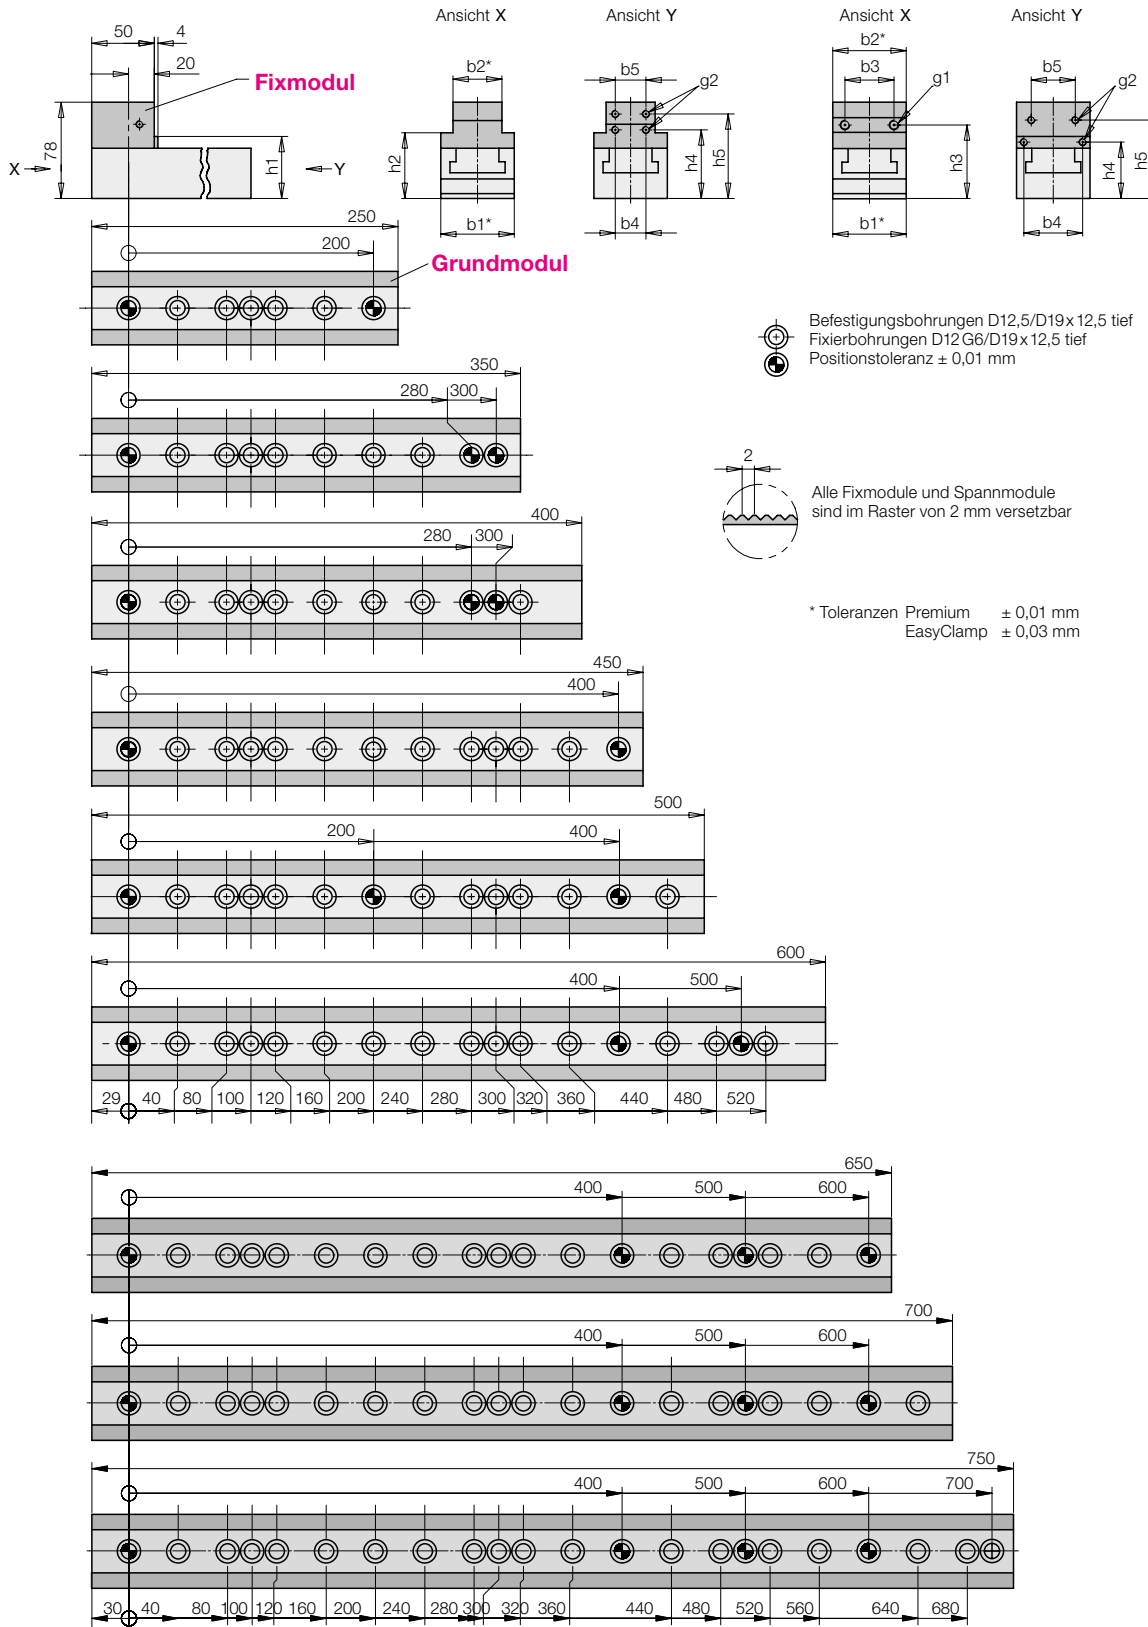 Ansicht X
Ansicht Y
Ansicht X
Ansicht Y
50
4
20
Fixmodul
78
X
Y
h1
b2*
h2
b1*
b5
g2
h4
h5
b4
b2*
b3
g1
h3
b1*
b5
g2
h4
h5
b4
250
200
Grundmodul
Befestigungsbohrungen D12,5/D19x12,5 tief
Fixierbohrungen D12 G6/D19x12,5 tief
Positionstoleranz ± 0,01 mm
350
280
300
2
Alle Fixmodule und Spannmodule
sind im Raster von 2 mm versetzbar
400
280
300
* Toleranzen Premium ± 0,01 mm
EasyClamp ± 0,03 mm
450
400
500
200
400
600
400
500
29 40 80 100 120 160 200 240 280 300 320 360 440 480 520
650
400
500
600
700
400
500
600
750
400
500
600
700
30 40 80 100 120 160 200 240 280 300 320 360 440 480 520 560 640 680